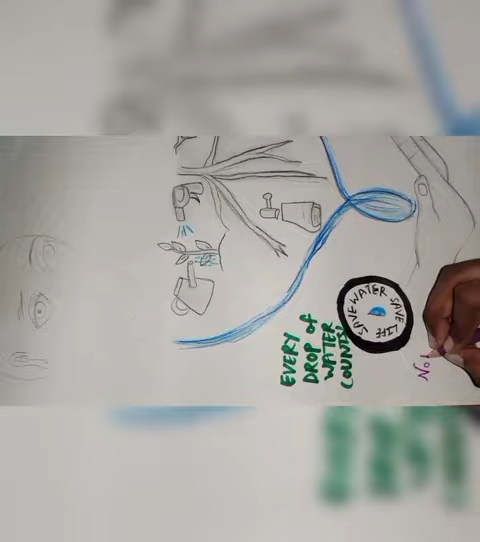 EVERY
DROP of
WATER
COUNTS
SAVE WATER SAVE LIFE
No